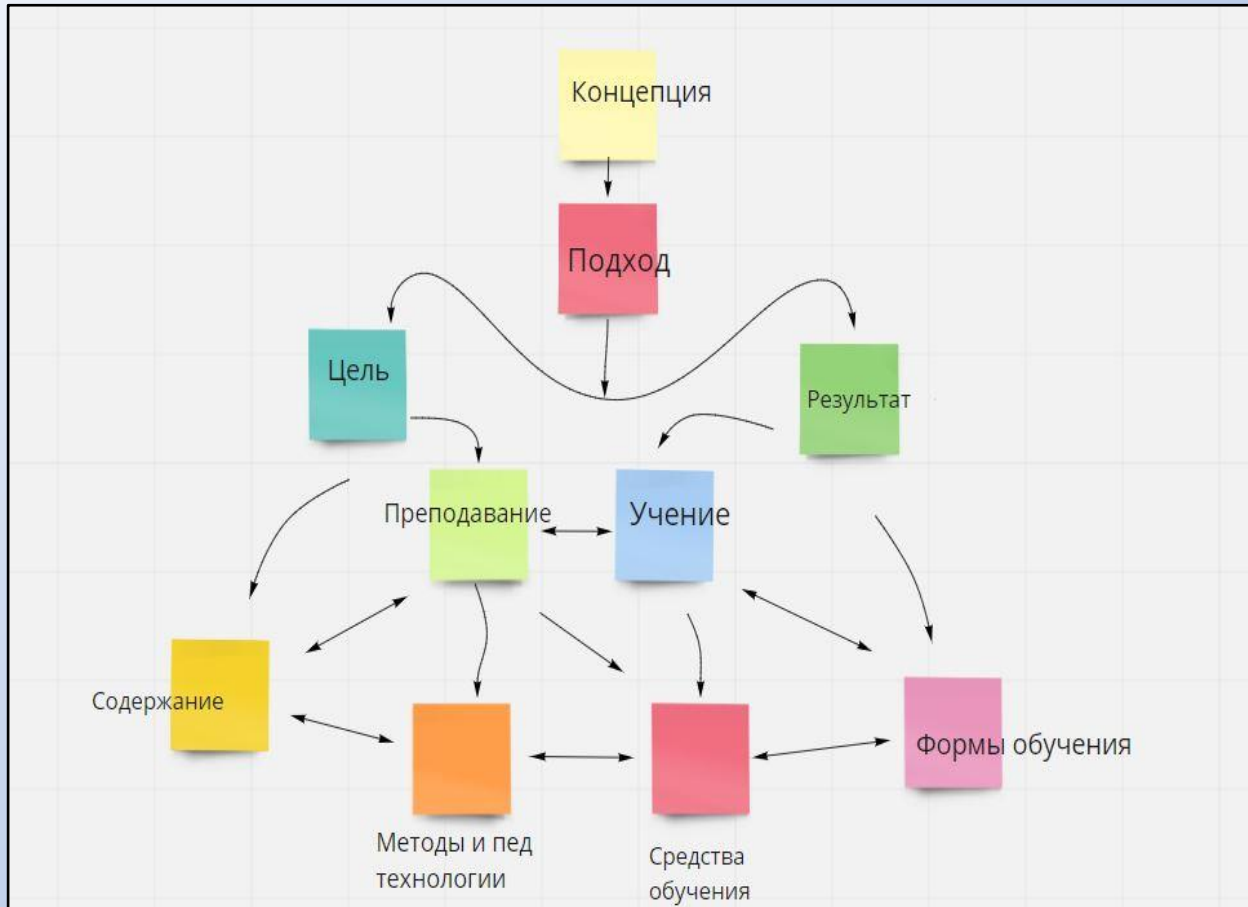 Концепция
Подход
Цель
Результат
Преподавание
Учение
Содержание
Формы обучения
Методы и пед
технологии
Средства
обучения